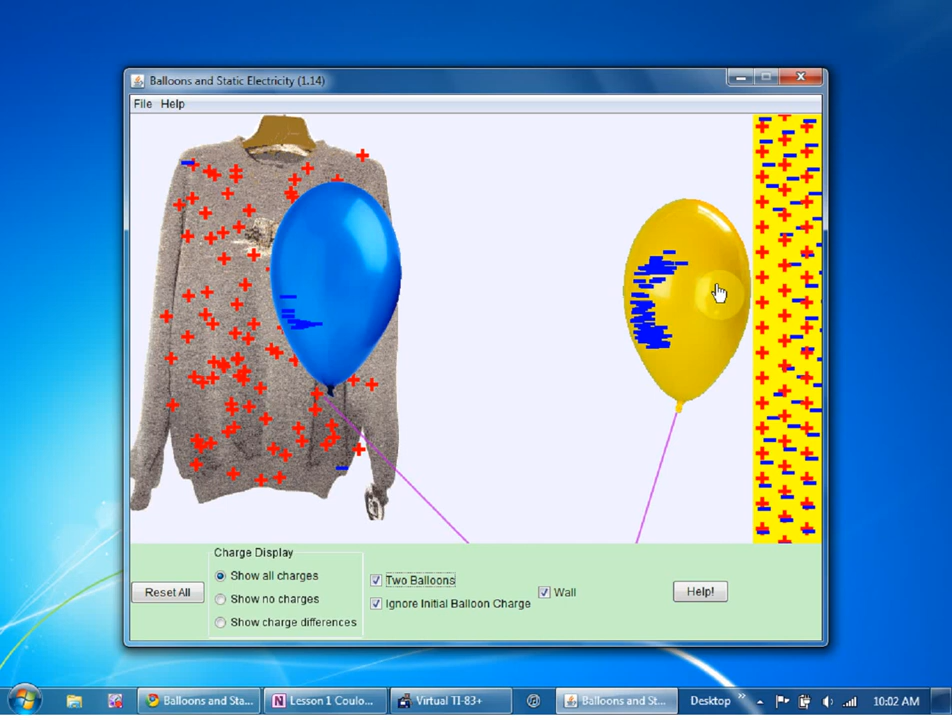 Balloons and Static Electricity (1.14)
File Help
Charge Display
Show all charges
Show no charges
Show charge differences
Reset All
Two Balloons
Ignore Initial Balloon Charge
Wall
Help!
Balloons and Sta...
Lesson 1 Coulo...
Virtual TI-83+
Balloons and St...
Desktop
10:02 AM